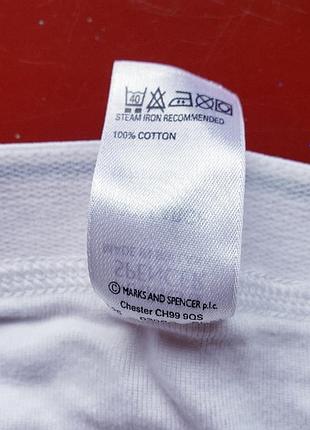 40
STEAM IRON RECOMMENDED
100% COTTON
© MARKS AND SPENCER p.l.c.
Chester CH99 9QS